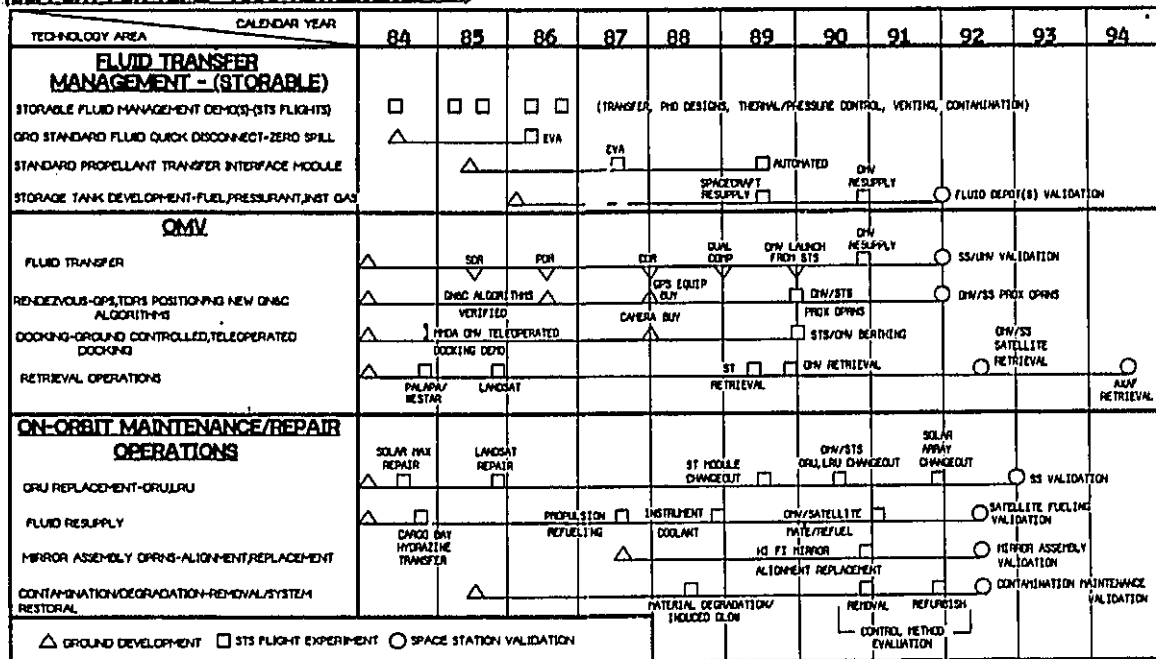 CALENDAR YEAR
TECHNOLOGY AREA
84 85 86 87 88 89 90 91 92 93 94
FLUID TRANSFER
MANAGEMENT - (STORABLE)
STORABLE FLUID MANAGEMENT DEMO(S)-(STS FLIGHTS)
(TRANSFER, PMD DESIGNS, THERMAL/PRESSURE CONTROL, VENTING, CONTAMINATION)
GRO STANDARD FLUID QUICK DISCONNECT-ZERO SPILL
EVA
STANDARD PROPELLANT TRANSFER INTERFACE MODULE
EVA
AUTOMATED
STORAGE TANK DEVELOPMENT-FUEL,PRESSURANT,INST GAS
SPACECRAFT
RESUPPLY
OMV
RESUPPLY
FLUID DEPOT(S) VALIDATION
OMV
FLUID TRANSFER
SDR
PDR
CDR
QUAL
COMP
OMV LAUNCH
FROM STS
OMV
RESUPPLY
SS/OMV VALIDATION
RENDEZVOUS-GPS,TDRS POSITIONING NEW GN&C
ALGORITHMS
GN&C ALGORITHMS
VERIFIED
GPS EQUIP
BUY
OMV/STS
PROX OPRNS
OMV/SS PROX OPRNS
DOCKING-GROUND CONTROLLED,TELEOPERATED
DOCKING
MMDA OMV TELEOPERATED
DOCKING DEMO
CAMERA BUY
STS/OMV BERTHING
RETRIEVAL OPERATIONS
PALAPA/
WESTAR
LANDSAT
ST
RETRIEVAL
OMV RETRIEVAL
OMV/SS
SATELLITE
RETRIEVAL
AXAF
RETRIEVAL
ON-ORBIT MAINTENANCE/REPAIR
OPERATIONS
ORU REPLACEMENT-ORU,LRU
SOLAR MAX
REPAIR
LANDSAT
REPAIR
ST MODULE
CHANGEOUT
OMV/STS
ORU,LRU CHANGEOUT
SOLAR
ARRAY
CHANGEOUT
SS VALIDATION
FLUID RESUPPLY
CARGO BAY
HYDRAZINE
TRANSFER
PROPULSION
REFUELING
INSTRUMENT
COOLANT
OMV/SATELLITE
MATE/REFUEL
SATELLITE FUELING
VALIDATION
MIRROR ASSEMBLY OPRNS-ALIGNMENT,REPLACEMENT
HI FI MIRROR
ALIGNMENT REPLACEMENT
MIRROR ASSEMBLY
VALIDATION
CONTAMINATION/DEGRADATION-REMOVAL/SYSTEM
RESTORAL
MATERIAL DEGRADATION/
INDUCED GLOW
REMOVAL
REFURBISH
CONTROL METHOD
EVALUATION
CONTAMINATION MAINTENANCE
VALIDATION
△ GROUND DEVELOPMENT □ STS FLIGHT EXPERIMENT ○ SPACE STATION VALIDATION